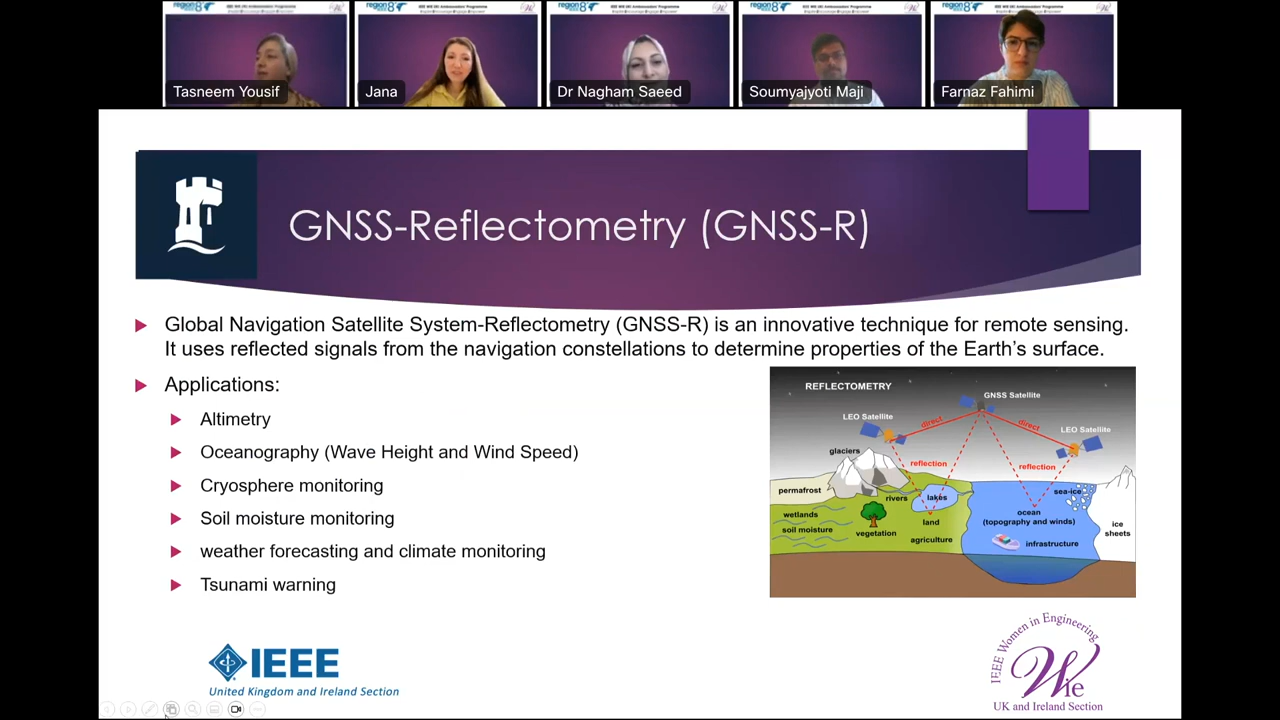 Tasneem Yousif
Jana
Dr Nagham Saeed
Soumyajyoti Maji
Farnaz Fahimi
GNSS-Reflectometry (GNSS-R)
Global Navigation Satellite System-Reflectometry (GNSS-R) is an innovative technique for remote sensing.
It uses reflected signals from the navigation constellations to determine properties of the Earth's surface.
Applications:
Altimetry
Oceanography (Wave Height and Wind Speed)
Cryosphere monitoring
Soil moisture monitoring
weather forecasting and climate monitoring
Tsunami warning
REFLECTOMETRY
GNSS Satellite
LEO Satellite
direct
direct
LEO Satellite
glaciers
reflection
reflection
permafrost
rivers
lakes
sea-ice
wetlands
soil moisture
vegetation
land
agriculture
ocean
(topography and winds)
infrastructure
ice
sheets
IEEE
United Kingdom and Ireland Section
IEEE Women in Engineering
Wie
UK and Ireland Section